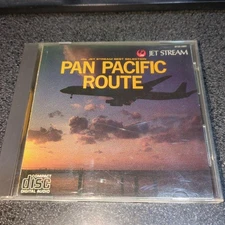 JET STREAM
PAN PACIFIC
ROUTE
COMPACT
disc
DIGITAL AUDIO